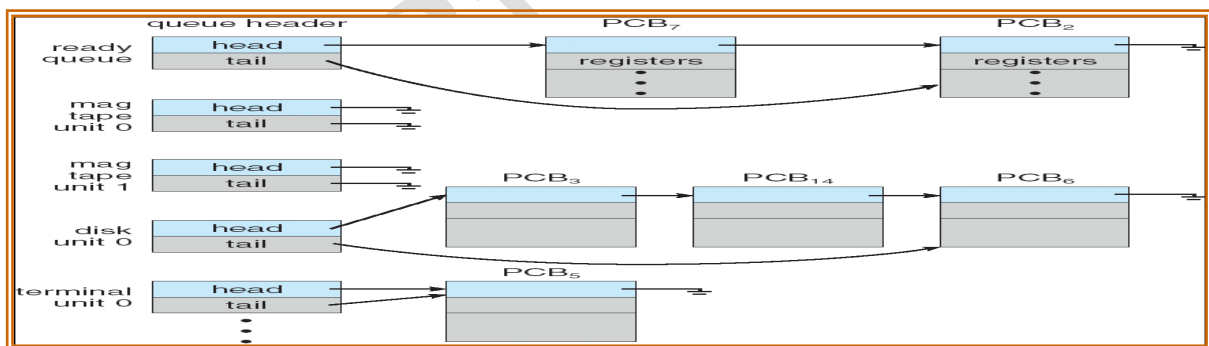 queue header PCB₇ PCB₂
ready queue
head
tail
registers
registers
mag tape unit 0
head
tail
mag tape unit 1
head
tail
PCB₃ PCB₁₄ PCB₆
disk unit 0
head
tail
PCB₅
terminal unit 0
head
tail